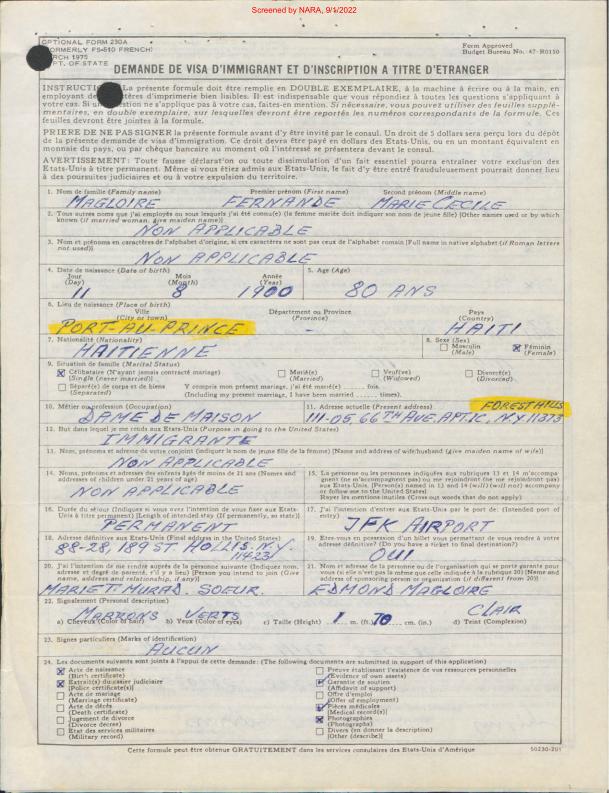 Screened by NARA, 9/1/2022
OPTIONAL FORM 230A
FORMERLY FS-510 FRENCH)
MARCH 1975
DEPT. OF STATE
Form Approved
Budget Bureau No. 47-R0150
DEMANDE DE VISA D'IMMIGRANT ET D'INSCRIPTION A TITRE D'ETRANGER
INSTRUCTI La présente formule doit être remplie en DOUBLE EXEMPLAIRE, à la machine à écrire ou à la main, en
employant de tères d'imprimerie bien lisibles. Il est indispensable que vous répondiez à toutes les questions s'appliquant à
votre cas. Si un estion ne s'applique pas à votre cas, faites-en mention. Si nécessaire, vous pouvez utiliser des feuilles supplé-
mentaires, en double exemplaire, sur lesquelles devront être reportés les numéros correspondants de la formule. Ces
feuilles devront être jointes à la formule.
PRIERE DE NE PAS SIGNER la présente formule avant d'y être invité par le consul. Un droit de 5 dollars sera perçu lors du dépôt
de la présente demande de visa d'immigrant. Ce droit devra être payé en dollars des Etats-Unis, ou en un montant équivalent en
monnaie du pays, ou par chèque bancaire au moment où l'intéressé se présentera devant le consul.
AVERTISSEMENT: Toute fausse déclaration ou toute dissimulation d'un fait essentiel pourra entraîner votre exclusion des
Etats-Unis à titre permanent. Même si vous étiez admis aux Etats-Unis, le fait d'y être entré frauduleusement pourrait donner lieu
à des poursuites judiciaires ou à votre expulsion du territoire.
1. Nom de famille (Family name) Premier prénom (First name) Second prénom (Middle name)
MAGLOIRE FERNANDE MARIE CECILE
2. Tous autres noms que j'ai employés ou sous lesquels j'ai été connu(e) (la femme mariée doit indiquer son nom de jeune fille) [Other names used or by which
known (if married woman, give maiden name)]
NON APPLICABLE
3. Nom et prénoms en caractères de l'alphabet d'origine, si ces caractères ne sont pas ceux de l'alphabet romain [Full name in native alphabet (if Roman letters
not used)]
NON APPLICABLE
4. Date de naissance (Date of birth) 5. Age (Age)
Jour Mois Année
(Day) (Month) (Year)
11 8 1900 80 ANS
6. Lieu de naissance (Place of birth)
Ville Département ou Province Pays
(City or town) (Province) (Country)
PORT-AU-PRINCE - HAITI
7. Nationalité (Nationality) 8. Sexe (Sex)
HAITIENNE
Masculin Féminin
(Male) (Female)
9. Situation de famille (Marital Status)
Célibataire (N'ayant jamais contracté mariage) Marié(e) Veuf(ve) Divorcé(e)
(Single (never married)) (Married) (Widowed) (Divorced)
Séparé(e) de corps et de biens Y compris mon présent mariage, j'ai été marié(e) ..... fois.
(Separated) (Including my present marriage, I have been married ...... times).
10. Métier ou profession (Occupation) 11. Adresse actuelle (Present address) FOREST HILLS
DAME DE MAISON 111-05, 66TH AVE, APT.1C, N.Y 11373
12. But dans lequel je me rends aux Etats-Unis (Purpose in going to the United States)
IMMIGRANTE
13. Nom, prénoms et adresse de votre conjoint (indiquer le nom de jeune fille de la femme) [Name and address of wife/husband (give maiden name of wife)]
NON APPLICABLE
14. Noms, prénoms et adresses des enfants âgés de moins de 21 ans (Names and
addresses of children under 21 years of age)
NON APPLICABLE
15. La personne ou les personnes indiquées aux rubriques 13 et 14 m'accompa-
gnent (ne m'accompagnent pas) ou me rejoindront (ne me rejoindront pas)
aux Etats-Unis. [Person(s) named in 13 and 14 (will) (will not) accompany
or follow me to the United States]
Rayer les mentions inutiles (Cross out words that do not apply)
16. Durée du séjour (Indiquez si vous avez l'intention de vous fixer aux Etats-
Unis à titre permanent) [Length of intended stay (If permanently, so state)]
PERMANENT
17. J'ai l'intention d'entrer aux Etats-Unis par le port de: (Intended port of
entry)
JFK AIRPORT
18. Adresse définitive aux Etats-Unis (Final address in the United States)
88-28, 189 ST HOLLIS. N.Y.
11423
19. Etes-vous en possession d'un billet vous permettant de vous rendre à votre
adresse définitive? (Do you have a ticket to final destination?)
OUI
20. J'ai l'intention de me rendre auprès de la personne suivante (Indiquez nom,
adresse et degré de parenté, s'il y a lieu) [Person you intend to join (Give
name, address and relationship, if any)]
MARIE T. MURAD. SOEUR.
21. Nom et adresse de la personne ou de l'organisation qui se porte garante pour
vous (si elle n'est pas la même que celle indiquée à la rubrique 20) [Name and
address of sponsoring person or organization (if different from 20)]
EDMOND MAGLOIRE
22. Signalement (Personal description)
MARRONS VERTS 1 70 CLAIR
a) Cheveux (Color of hair) b) Yeux (Color of eyes) c) Taille (Height) ..... m. (ft.) ..... cm. (in.) d) Teint (Complexion)
23. Signes particuliers (Marks of identification)
AUCUN
24. Les documents suivants sont joints à l'appui de cette demande: (The following documents are submitted in support of this application)
Acte de naissance
(Birth certificate)
Extrait(s) du casier judiciaire
(Police certificate(s))
Acte de mariage
(Marriage certificate)
Acte de décès
(Death certificate)
Jugement de divorce
(Divorce decree)
Etat des services militaires
(Military record)
Preuve établissant l'existence de vos ressources personnelles
(Evidence of own assets)
Garantie de soutien
(Affidavit of support)
Offre d'emploi
(Offer of employment)
Pièces médicales
(Medical record(s))
Photographies
(Photographs)
Divers (en donner la description)
[Other (describe)]
Cette formule peut être obtenue GRATUITEMENT dans les services consulaires des Etats-Unis d'Amérique
50230-201